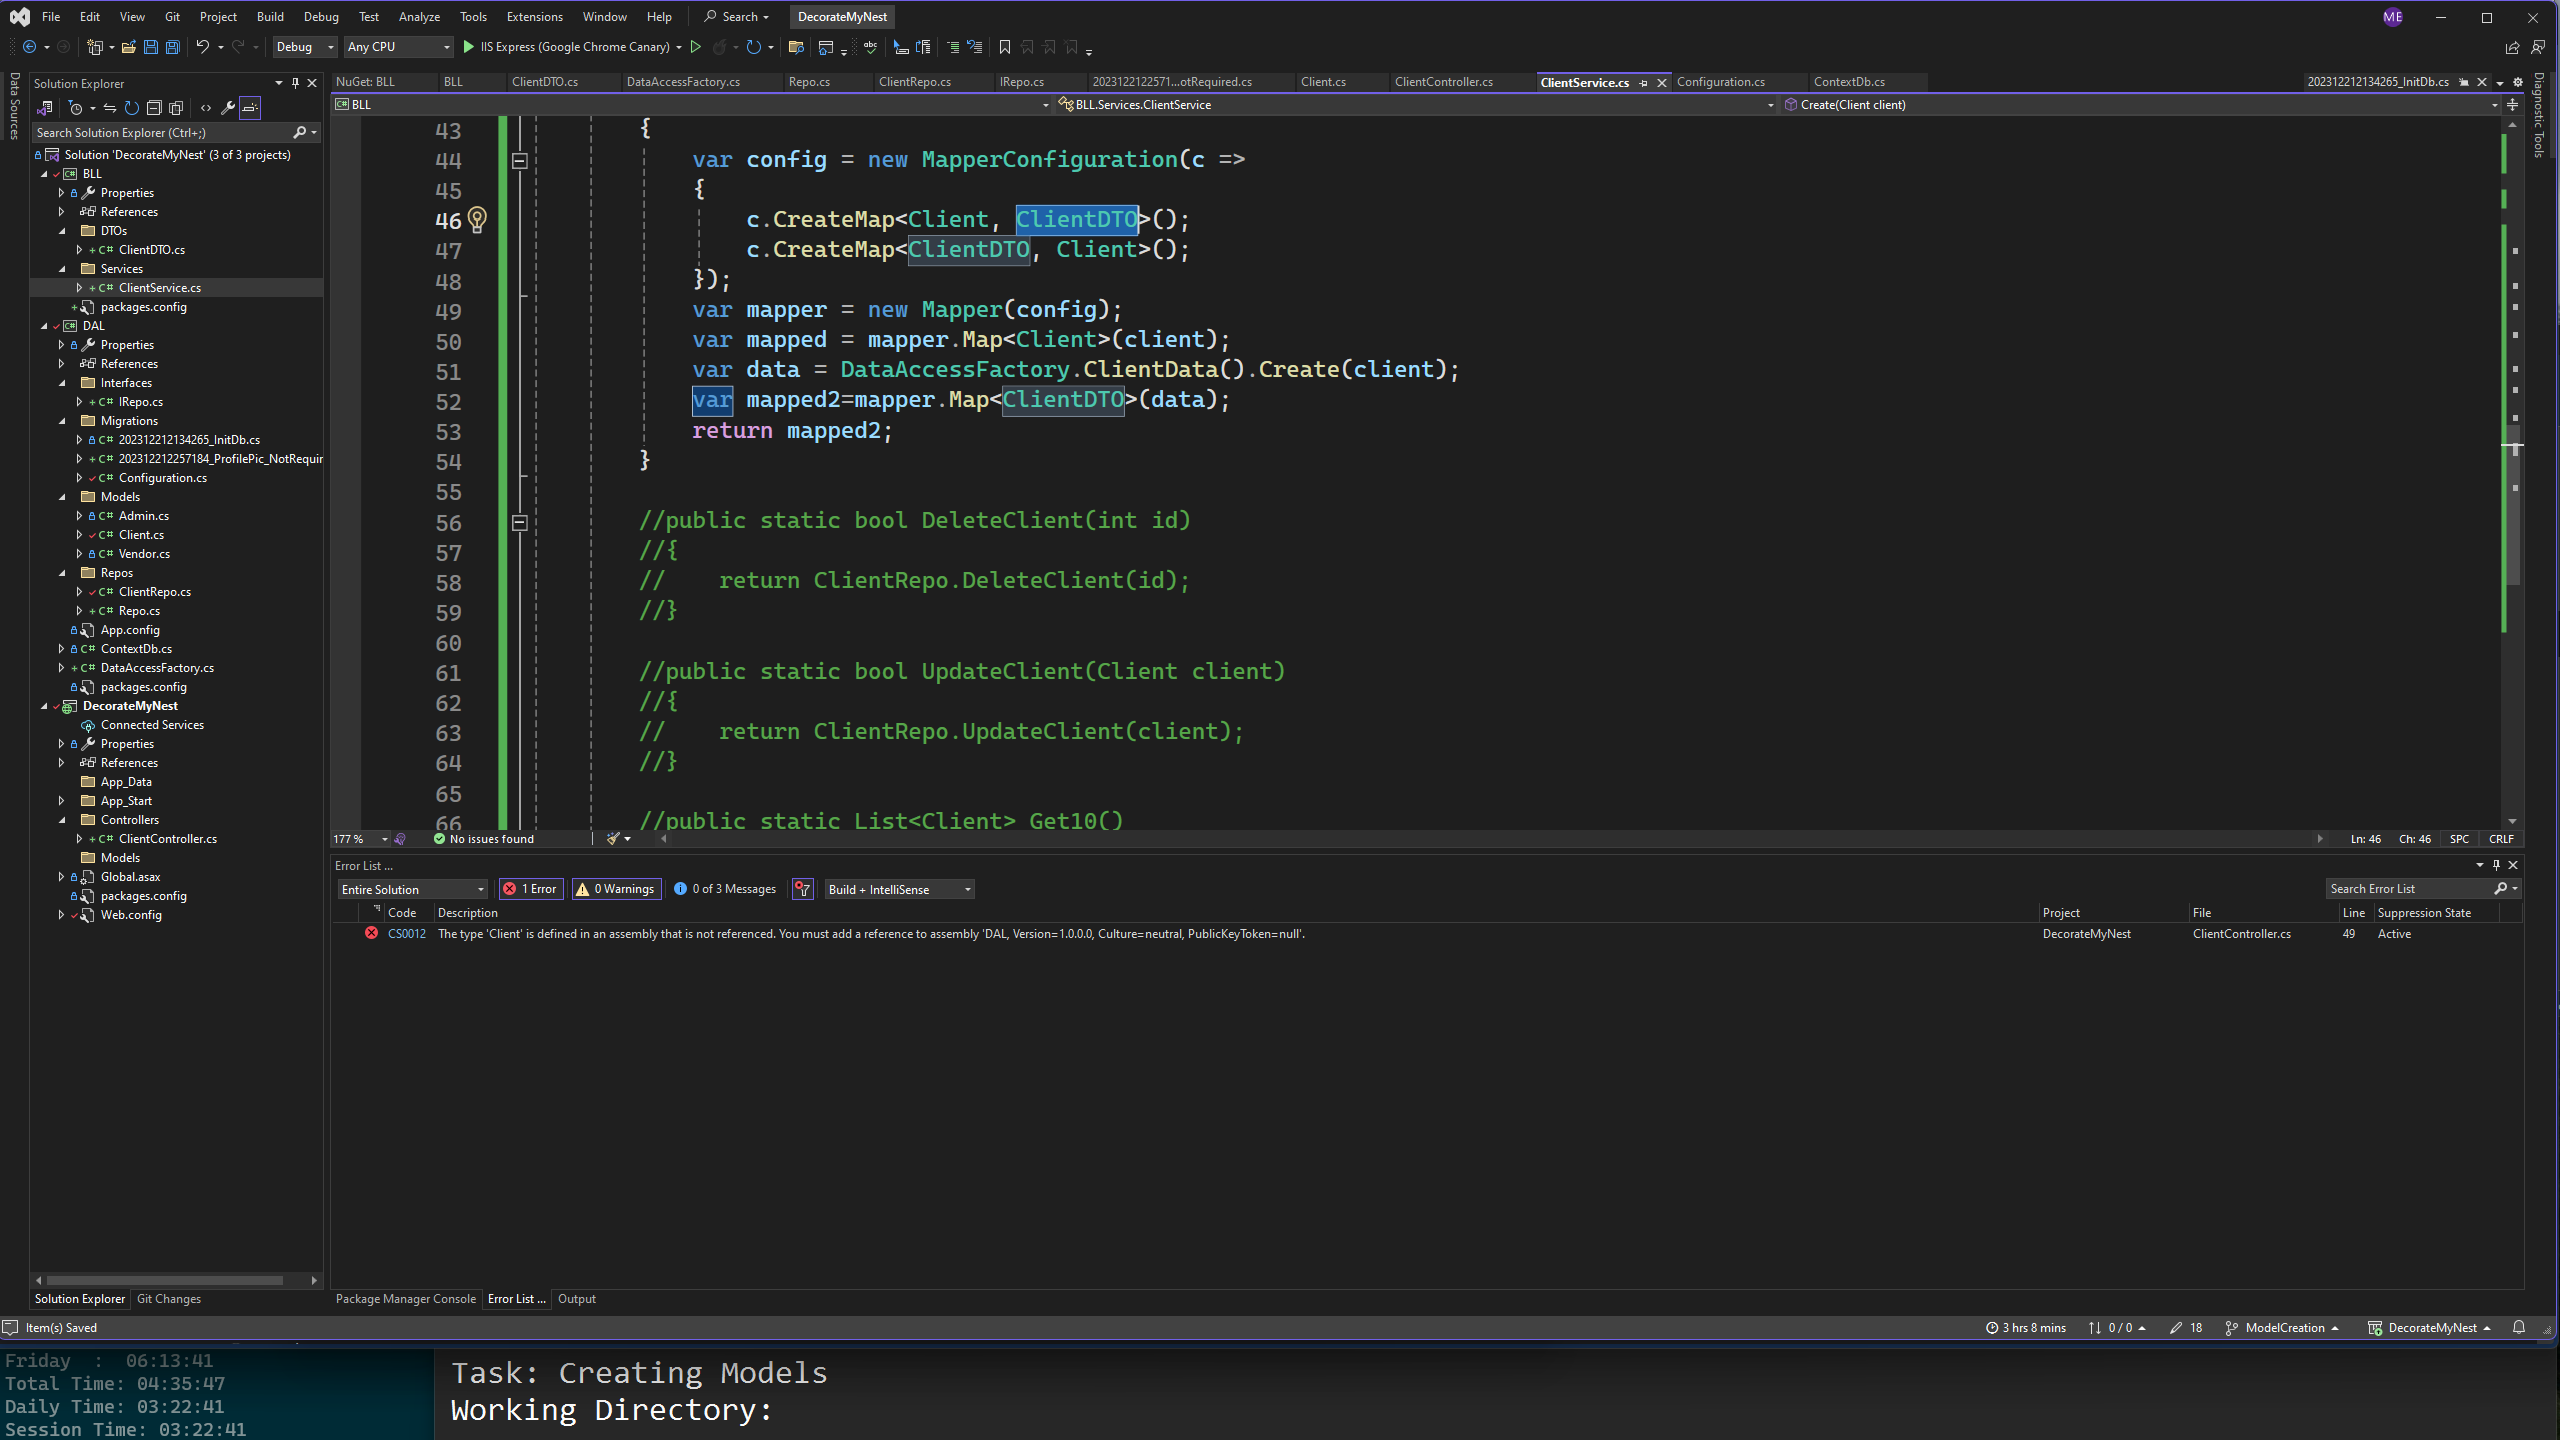 File Edit View Git Project Build Debug Test Analyze Tools Extensions Window Help Search DecorateMyNest ME
Debug Any CPU IIS Express (Google Chrome Canary)
Data Sources
Solution Explorer
Search Solution Explorer (Ctrl+;)
Solution 'DecorateMyNest' (3 of 3 projects)
BLL
Properties
References
DTOs
C# ClientDTO.cs
Services
C# ClientService.cs
packages.config
DAL
Properties
References
Interfaces
C# IRepo.cs
Migrations
C# 202312212134265_InitDb.cs
C# 202312212257184_ProfilePic_NotRequir
C# Configuration.cs
Models
C# Admin.cs
C# Client.cs
C# Vendor.cs
Repos
C# ClientRepo.cs
C# Repo.cs
App.config
C# ContextDb.cs
C# DataAccessFactory.cs
packages.config
DecorateMyNest
Connected Services
Properties
References
App_Data
App_Start
Controllers
C# ClientController.cs
Models
Global.asax
packages.config
Web.config
Solution Explorer Git Changes
NuGet: BLL BLL ClientDTO.cs DataAccessFactory.cs Repo.cs ClientRepo.cs IRepo.cs 2023122122571...otRequired.cs Client.cs ClientController.cs ClientService.cs Configuration.cs ContextDb.cs 202312212134265_InitDb.cs
C# BLL BLL.Services.ClientService Create(Client client)
Diagnostic Tools
43 {
44 var config = new MapperConfiguration(c =>
45 {
46 c.CreateMap<Client, ClientDTO>();
47 c.CreateMap<ClientDTO, Client>();
48 });
49 var mapper = new Mapper(config);
50 var mapped = mapper.Map<Client>(client);
51 var data = DataAccessFactory.ClientData().Create(client);
52 var mapped2=mapper.Map<ClientDTO>(data);
53 return mapped2;
54 }
55
56 //public static bool DeleteClient(int id)
57 //{
58 //    return ClientRepo.DeleteClient(id);
59 //}
60
61 //public static bool UpdateClient(Client client)
62 //{
63 //    return ClientRepo.UpdateClient(client);
64 //}
65
66 //public static List<Client> Get10()
177 % No issues found Ln: 46 Ch: 46 SPC CRLF
Error List ...
Entire Solution 1 Error 0 Warnings 0 of 3 Messages Build + IntelliSense Search Error List
Code Description Project File Line Suppression State
CS0012 The type 'Client' is defined in an assembly that is not referenced. You must add a reference to assembly 'DAL, Version=1.0.0.0, Culture=neutral, PublicKeyToken=null'. DecorateMyNest ClientController.cs 49 Active
Package Manager Console Error List ... Output
Item(s) Saved 3 hrs 8 mins 0 / 0 18 ModelCreation DecorateMyNest
Friday  :  06:13:41
Total Time: 04:35:47
Daily Time: 03:22:41
Session Time: 03:22:41
Task: Creating Models
Working Directory: